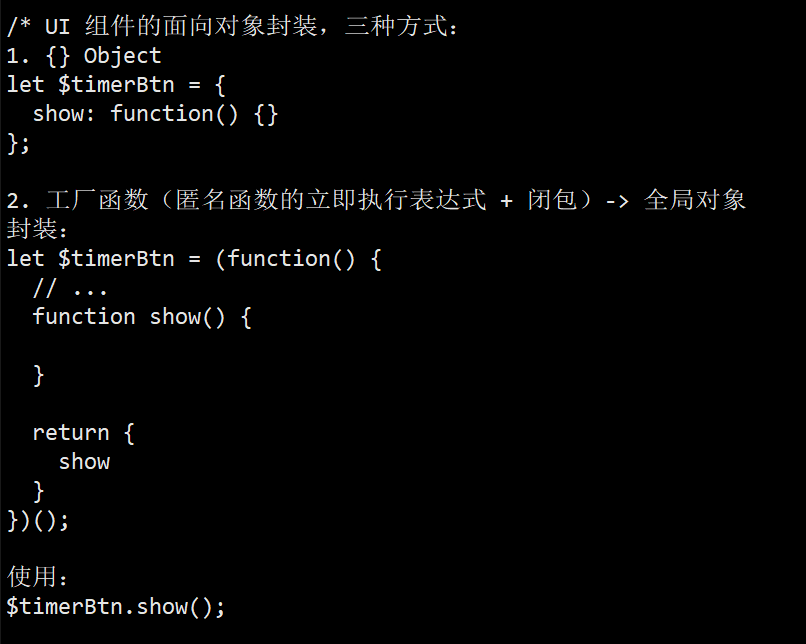 /* UI 组件的面向对象封装，三种方式：
1. {} Object
let $timerBtn = {
  show: function() {}
};
2. 工厂函数（匿名函数的立即执行表达式 + 闭包）-> 全局对象
封装：
let $timerBtn = (function() {
  // ...
  function show() {
  }
  return {
    show
  }
})();
使用：
$timerBtn.show();